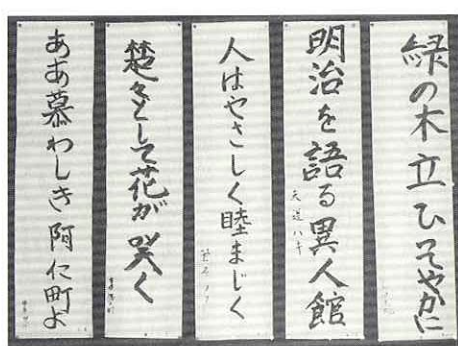 緑の木立ひそやかに
明治を語る異人館
人はやさしく睦まじく
楚々として花が咲く
ああ慕わしき阿仁町よ